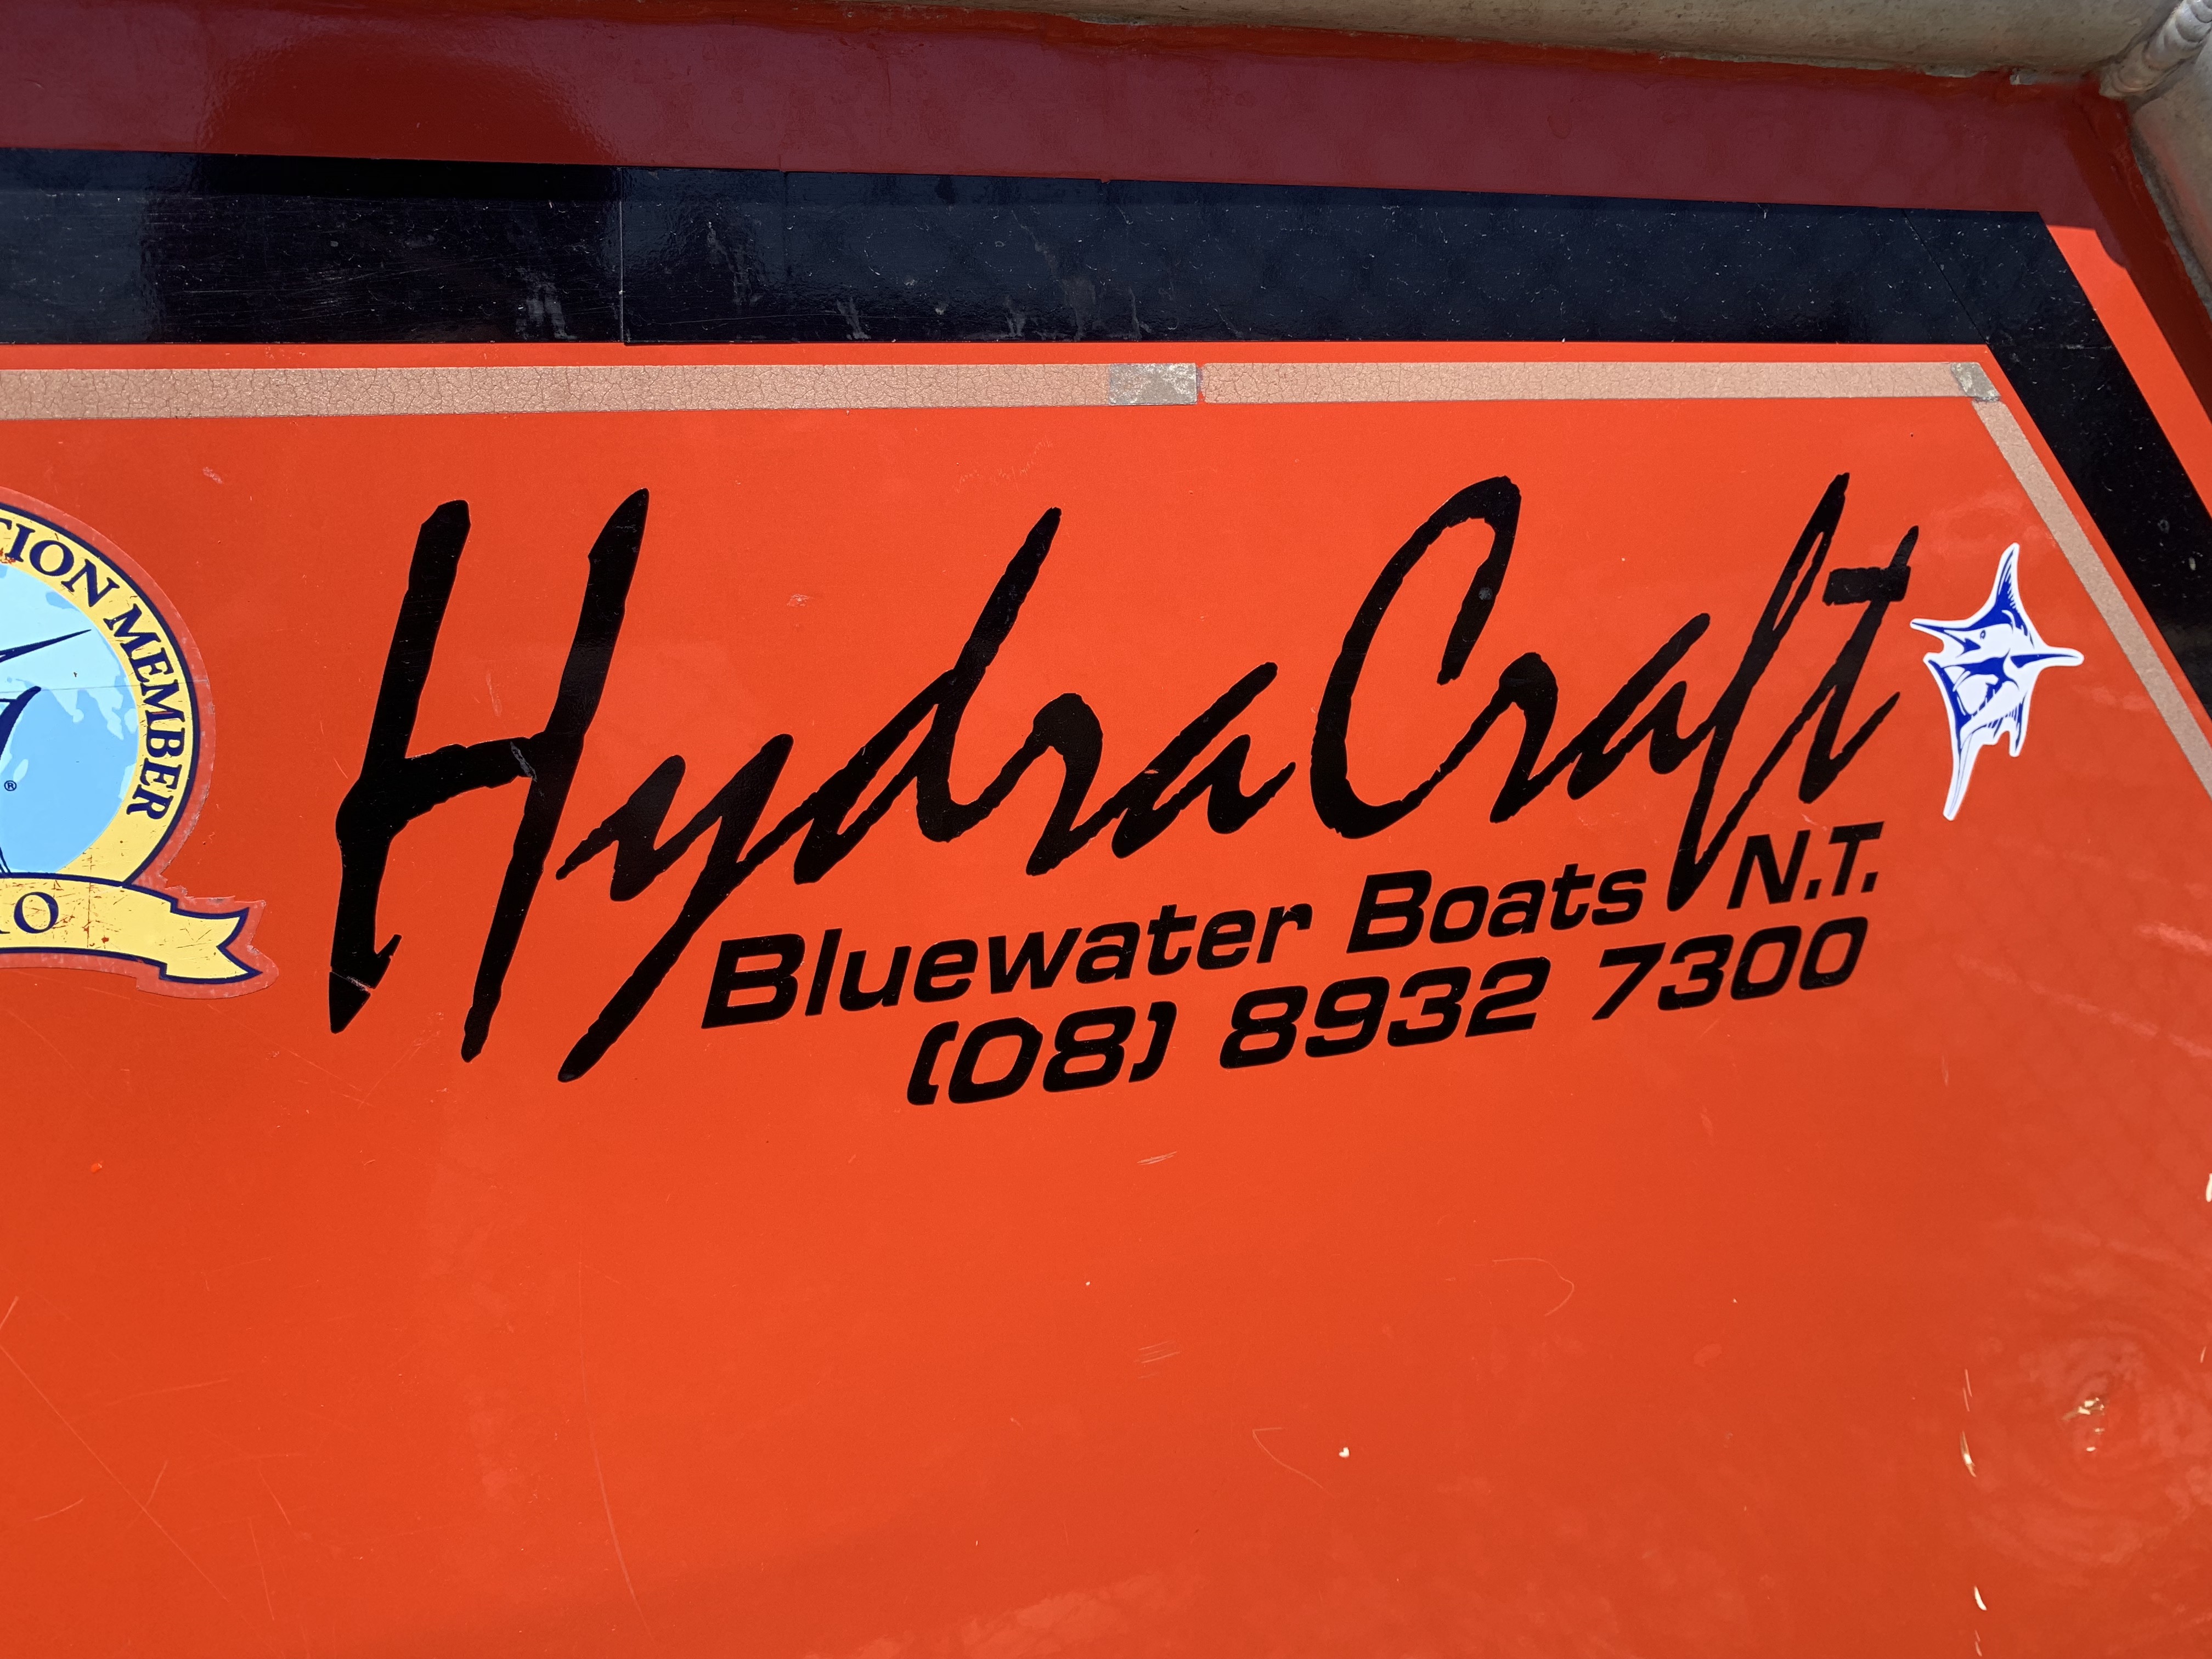 TION MEMBER
HydraCraft
Bluewater Boats N.T.
(08) 8932 7300